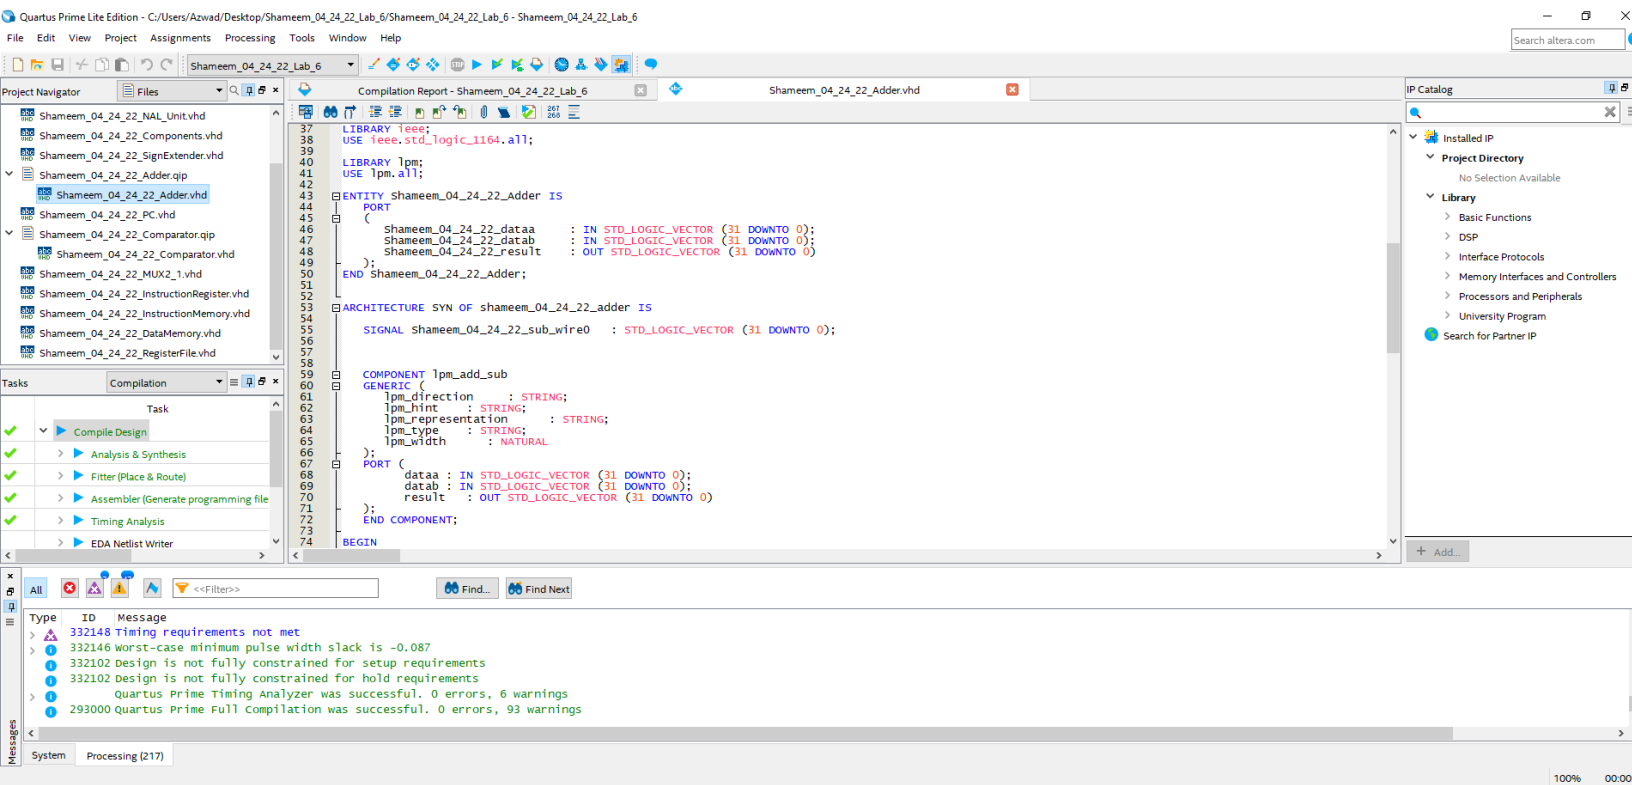 Quartus Prime Lite Edition - C:/Users/Azwad/Desktop/Shameem_04_24_22_Lab_6/Shameem_04_24_22_Lab_6 - Shameem_04_24_22_Lab_6
File Edit View Project Assignments Processing Tools Window Help
Search altera.com
Shameem_04_24_22_Lab_6
Project Navigator Files
Shameem_04_24_22_NAL_Unit.vhd
Shameem_04_24_22_Components.vhd
Shameem_04_24_22_SignExtender.vhd
Shameem_04_24_22_Adder.qip
Shameem_04_24_22_Adder.vhd
Shameem_04_24_22_PC.vhd
Shameem_04_24_22_Comparator.qip
Shameem_04_24_22_Comparator.vhd
Shameem_04_24_22_MUX2_1.vhd
Shameem_04_24_22_InstructionRegister.vhd
Shameem_04_24_22_InstructionMemory.vhd
Shameem_04_24_22_DataMemory.vhd
Shameem_04_24_22_RegisterFile.vhd
Tasks Compilation
Task
Compile Design
Analysis & Synthesis
Fitter (Place & Route)
Assembler (Generate programming file
Timing Analysis
EDA Netlist Writer
Compilation Report - Shameem_04_24_22_Lab_6
Shameem_04_24_22_Adder.vhd
267
268
37 LIBRARY ieee;
38 USE ieee.std_logic_1164.all;
39
40 LIBRARY lpm;
41 USE lpm.all;
42
43 ENTITY Shameem_04_24_22_Adder IS
44 PORT
45 (
46 Shameem_04_24_22_dataa : IN STD_LOGIC_VECTOR (31 DOWNTO 0);
47 Shameem_04_24_22_datab : IN STD_LOGIC_VECTOR (31 DOWNTO 0);
48 Shameem_04_24_22_result : OUT STD_LOGIC_VECTOR (31 DOWNTO 0)
49 );
50 END Shameem_04_24_22_Adder;
51
52
53 ARCHITECTURE SYN OF shameem_04_24_22_adder IS
54
55 SIGNAL Shameem_04_24_22_sub_wire0 : STD_LOGIC_VECTOR (31 DOWNTO 0);
56
57
58
59 COMPONENT lpm_add_sub
60 GENERIC (
61 lpm_direction : STRING;
62 lpm_hint : STRING;
63 lpm_representation : STRING;
64 lpm_type : STRING;
65 lpm_width : NATURAL
66 );
67 PORT (
68 dataa : IN STD_LOGIC_VECTOR (31 DOWNTO 0);
69 datab : IN STD_LOGIC_VECTOR (31 DOWNTO 0);
70 result : OUT STD_LOGIC_VECTOR (31 DOWNTO 0)
71 );
72 END COMPONENT;
73
74 BEGIN
IP Catalog
Installed IP
Project Directory
No Selection Available
Library
Basic Functions
DSP
Interface Protocols
Memory Interfaces and Controllers
Processors and Peripherals
University Program
Search for Partner IP
+ Add...
All <<Filter>> Find... Find Next
Type ID Message
332148 Timing requirements not met
332146 Worst-case minimum pulse width slack is -0.087
332102 Design is not fully constrained for setup requirements
332102 Design is not fully constrained for hold requirements
Quartus Prime Timing Analyzer was successful. 0 errors, 6 warnings
293000 Quartus Prime Full Compilation was successful. 0 errors, 93 warnings
Messages
System Processing (217)
100% 00:00